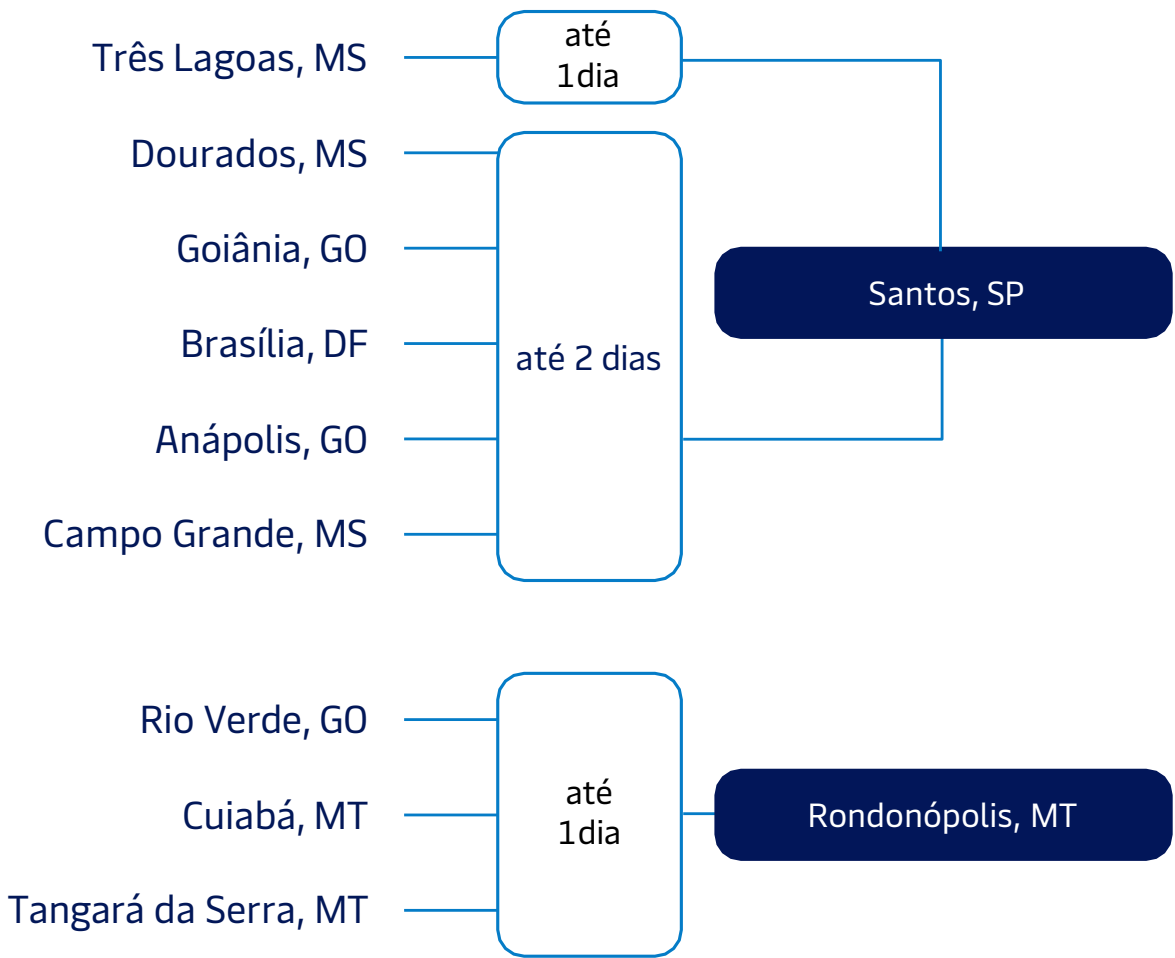 Três Lagoas, MS
até
1dia
Dourados, MS
Goiânia, GO
Santos, SP
Brasília, DF
até 2 dias
Anápolis, GO
Campo Grande, MS
Rio Verde, GO
Cuiabá, MT
até
1dia
Rondonópolis, MT
Tangará da Serra, MT